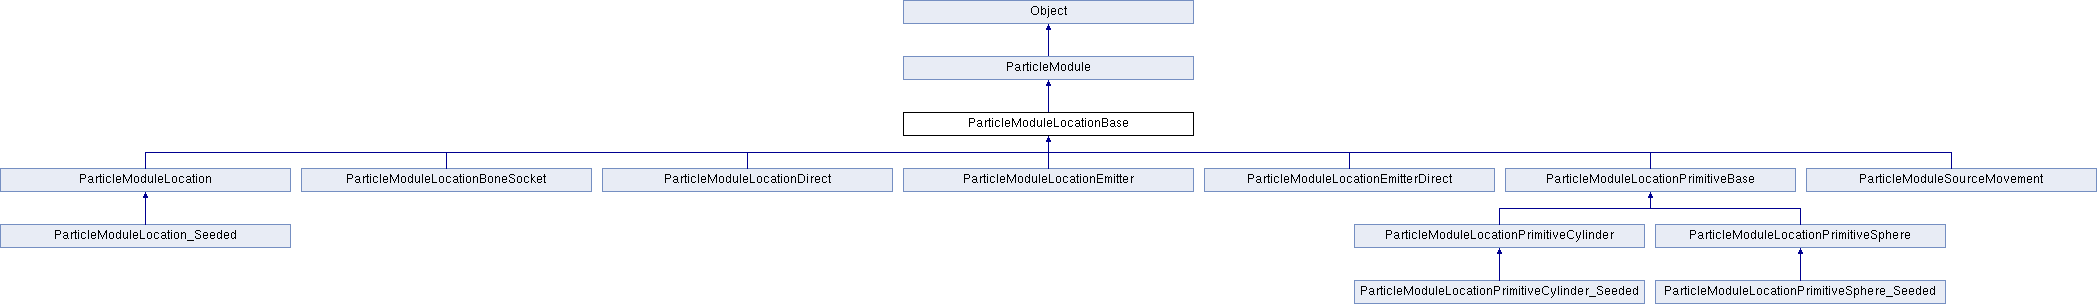 Object
ParticleModule
ParticleModuleLocationBase
ParticleModuleLocation
ParticleModuleLocationBoneSocket
ParticleModuleLocationDirect
ParticleModuleLocationEmitter
ParticleModuleLocationEmitterDirect
ParticleModuleLocationPrimitiveBase
ParticleModuleSourceMovement
ParticleModuleLocation_Seeded
ParticleModuleLocationPrimitiveCylinder
ParticleModuleLocationPrimitiveSphere
ParticleModuleLocationPrimitiveCylinder_Seeded
ParticleModuleLocationPrimitiveSphere_Seeded